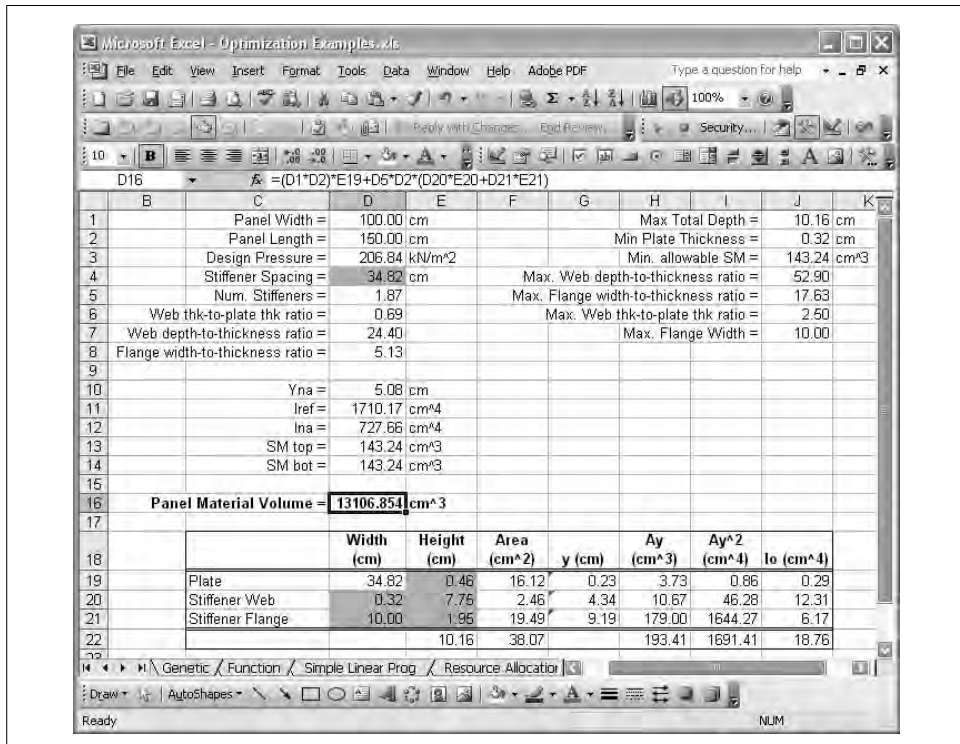 Microsoft Excel - Optimization Examples.xls
File Edit View Insert Format Tools Data Window Help Adobe PDF Type a question for help
100%
Reply with Changes... End Review... Security...
10 B
D16 fx =(D1*D2)*E19+D5*D2*(D20*E20+D21*E21)
B C D E F G H I J K
1 Panel Width = 100.00 cm Max Total Depth = 10.16 cm
2 Panel Length = 150.00 cm Min Plate Thickness = 0.32 cm
3 Design Pressure = 206.84 kN/m^2 Min. allowable SM = 143.24 cm^3
4 Stiffener Spacing = 34.82 cm Max. Web depth-to-thickness ratio = 52.90
5 Num. Stiffeners = 1.87 Max. Flange width-to-thickness ratio = 17.63
6 Web thk-to-plate thk ratio = 0.69 Max. Web thk-to-plate thk ratio = 2.50
7 Web depth-to-thickness ratio = 24.40 Max. Flange Width = 10.00
8 Flange width-to-thickness ratio = 5.13
9
10 Yna = 5.08 cm
11 Iref = 1710.17 cm^4
12 Ina = 727.66 cm^4
13 SM top = 143.24 cm^3
14 SM bot = 143.24 cm^3
15
16 Panel Material Volume = 13106.854 cm^3
17
18 Width (cm) Height (cm) Area (cm^2) y (cm) Ay (cm^3) Ay^2 (cm^4) Io (cm^4)
19 Plate 34.82 0.46 16.12 0.23 3.73 0.86 0.29
20 Stiffener Web 0.32 7.75 2.46 4.34 10.67 46.28 12.31
21 Stiffener Flange 10.00 1.95 19.49 9.19 179.00 1644.27 6.17
22 10.16 38.07 193.41 1691.41 18.76
23
Genetic / Function / Simple Linear Prog / Resource Allocation
Draw AutoShapes
Ready NUM